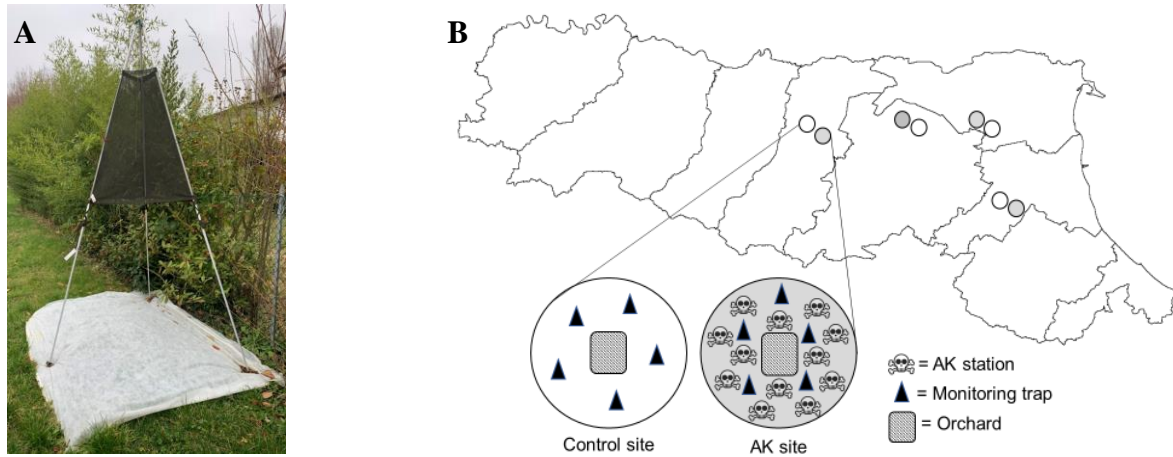 A
B
= AK station
= Monitoring trap
= Orchard
Control site
AK site